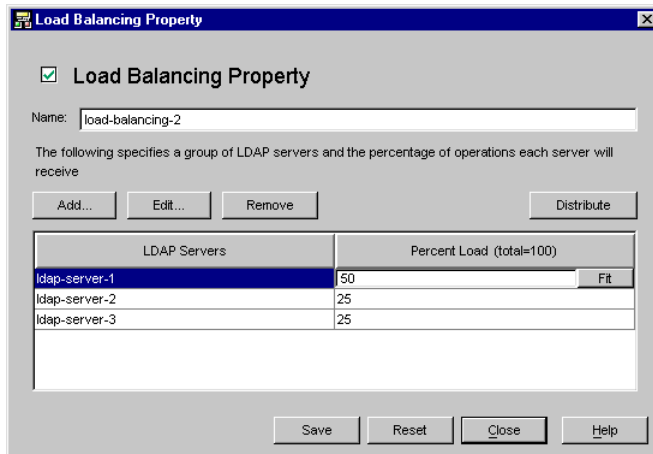 Load Balancing Property
Load Balancing Property
Name: load-balancing-2
The following specifies a group of LDAP servers and the percentage of operations each server will
receive
Add... Edit... Remove Distribute
LDAP Servers Percent Load (total=100)
ldap-server-1 50 Fit
ldap-server-2 25
ldap-server-3 25
Save Reset Close Help